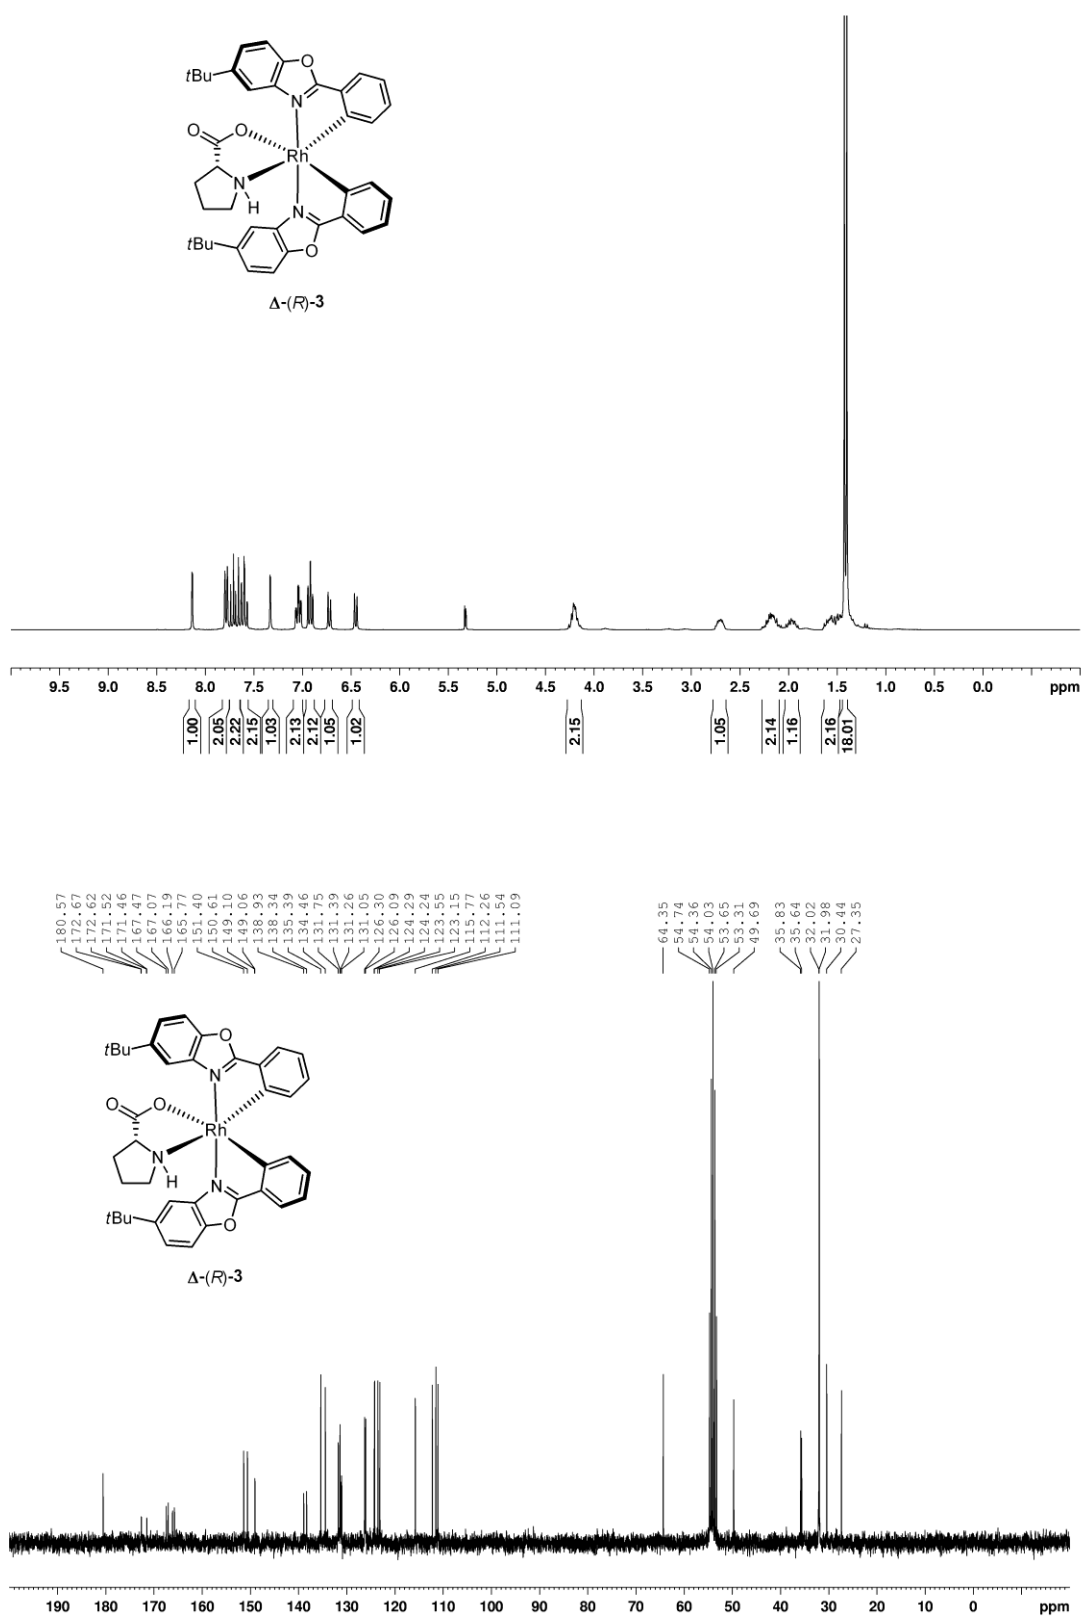 O
tBu
N
O
O
Rh
N
H
N
tBu
O
Δ-(R)-3
9.5 9.0 8.5 8.0 7.5 7.0 6.5 6.0 5.5 5.0 4.5 4.0 3.5 3.0 2.5 2.0 1.5 1.0 0.5 0.0 ppm
1.00 2.05 2.22 2.15 1.03 2.13 2.12 1.05 1.02 2.15 1.05 2.14 1.16 2.16 18.01
180.57
172.67
172.62
171.52
171.46
167.47
167.07
166.19
165.77
151.40
150.61
149.10
149.06
138.93
138.34
135.39
134.46
131.75
131.39
131.26
131.05
126.30
126.09
124.29
124.24
123.55
123.15
115.77
112.26
111.54
111.09
64.35
54.74
54.36
54.03
53.65
53.31
49.69
35.83
35.64
32.02
31.98
30.44
27.35
O
tBu
N
O
O
Rh
N
H
N
tBu
O
Δ-(R)-3
190 180 170 160 150 140 130 120 110 100 90 80 70 60 50 40 30 20 10 0 ppm